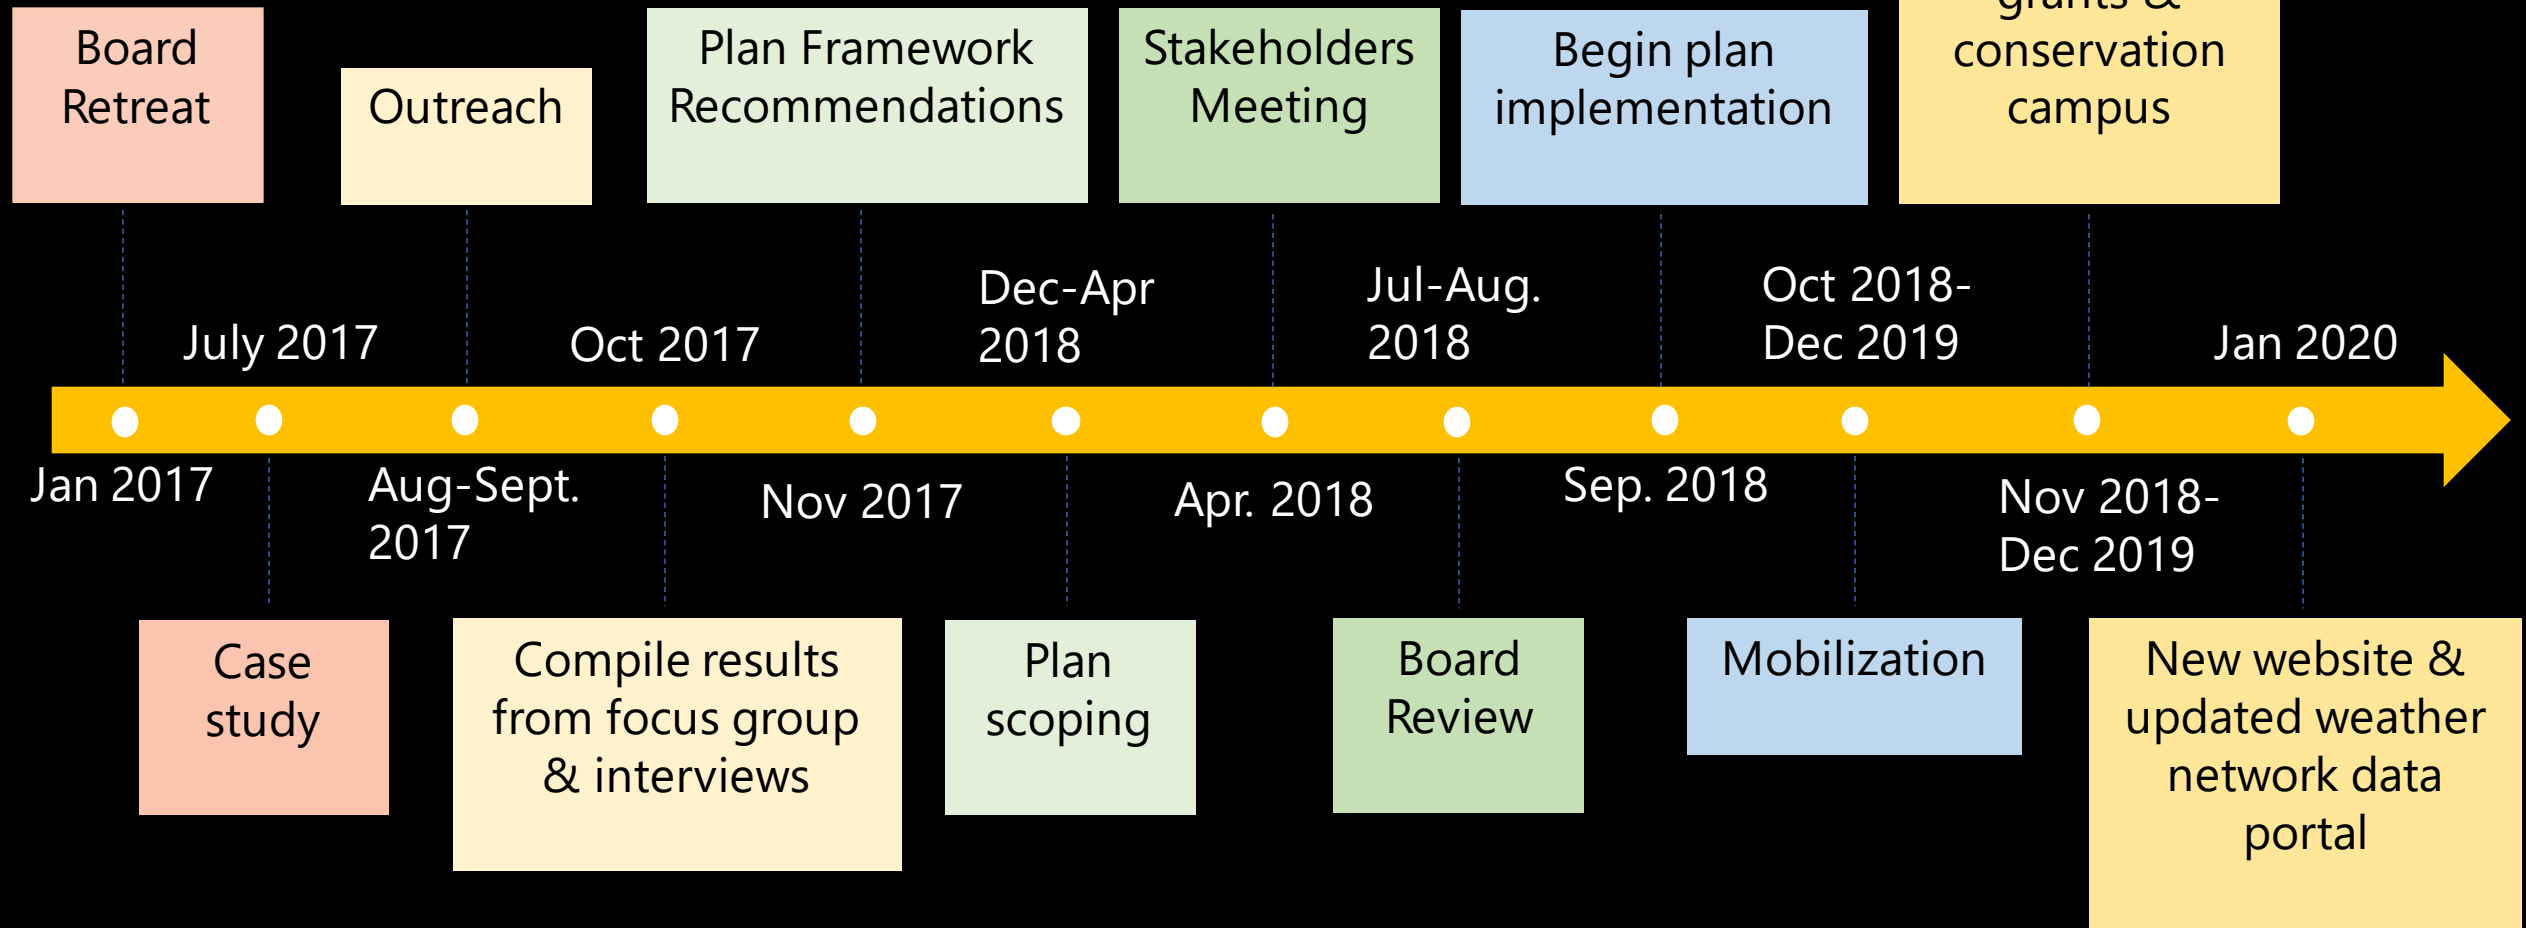 Board
Retreat
Outreach
Plan Framework
Recommendations
Stakeholders
Meeting
Begin plan
implementation
grants &
conservation
campus
July 2017
Oct 2017
Dec-Apr
2018
Jul-Aug.
2018
Oct 2018-
Dec 2019
Jan 2020
Jan 2017
Aug-Sept.
2017
Nov 2017
Apr. 2018
Sep. 2018
Nov 2018-
Dec 2019
Case
study
Compile results
from focus group
& interviews
Plan
scoping
Board
Review
Mobilization
New website &
updated weather
network data
portal